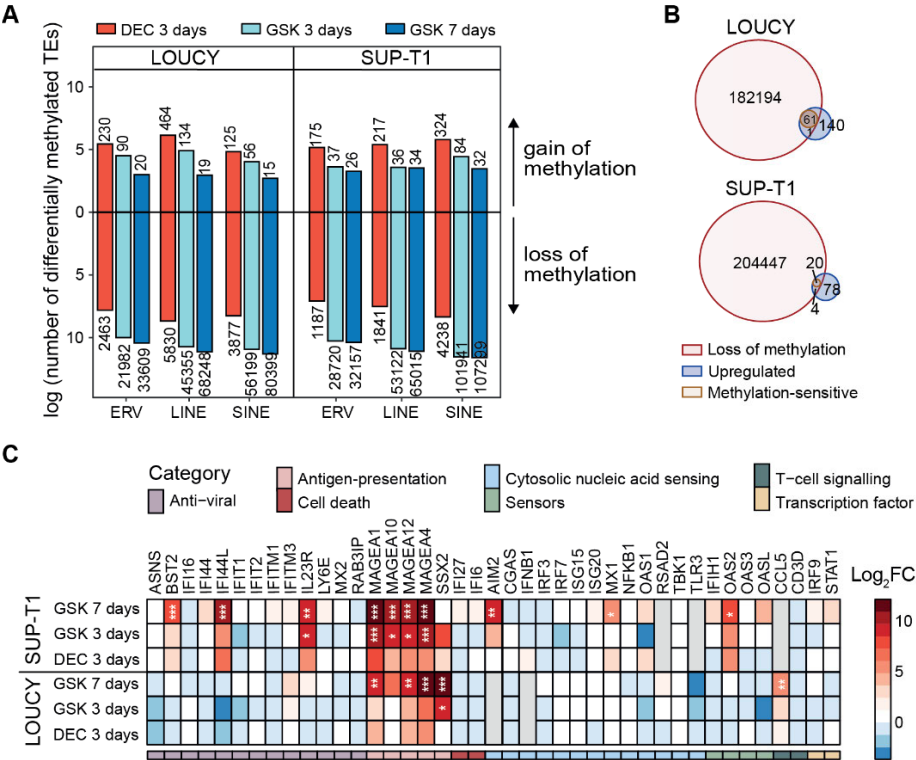 A
DEC 3 days GSK 3 days GSK 7 days
LOUCY SUP-T1
log (number of differentially methylated TEs)
10
5
0
5
10
230 90 20 464 134 19 125 56 15 175 37 26 217 36 34 324 84 32
2463 21982 33609 5830 45355 68248 3877 56199 80399 1187 28720 32157 1841 53122 65015 4238 101941 107299
ERV LINE SINE ERV LINE SINE
gain of
methylation
loss of
methylation
B
LOUCY
182194 61 1 140
SUP-T1
204447 20 78 4
Loss of methylation
Upregulated
Methylation-sensitive
C
Category
Anti-viral
Antigen-presentation
Cell death
Cytosolic nucleic acid sensing
Sensors
T-cell signalling
Transcription factor
ASNS BST2 IFI16 IFI44 IFI44L IFIT1 IFIT2 IFITM1 IFITM3 IL23R LY6E MX2 RAB3IP MAGEA1 MAGEA10 MAGEA12 MAGEA4 SSX2 IFI27 IFI6 AIM2 CGAS IFNB1 IRF3 IRF7 ISG15 ISG20 MX1 NFKB1 OAS1 RSAD2 TBK1 TLR3 IFIH1 OAS2 OAS3 OASL CCL5 CD3D IRF9 STAT1
SUP-T1
GSK 7 days *** *** ** *** *** *** *** ** * *
GSK 3 days * *** * * ***
DEC 3 days
LOUCY
GSK 7 days ** ** *** *** **
GSK 3 days *
DEC 3 days
Log2FC
10
5
0